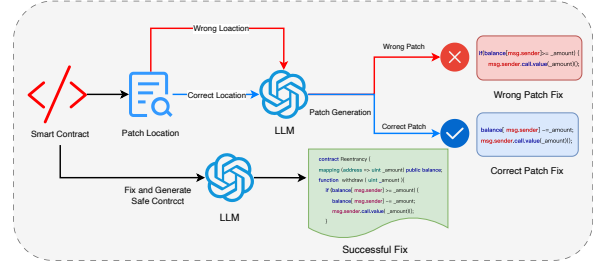 Wrong Loaction
Wrong Patch
If(balance[msg.sender]>= _amount) {
msg.sender.call.value(_amount)();
Wrong Patch Fix
Correct Location
Smart Contract
Patch Location
LLM
Patch Generation
Correct Patch
balance[ msg.sender] -=_amount;
msg.sender.call.value(_amount)();
Correct Patch Fix
Fix and Generate
Safe Contrcct
LLM
contract Reentrancy {
mapping (address => uint _amount) public balance;
function withdraw ( uint _amount ){
if (balance[ msg.sender] >= _amount){
balance[ msg.sender] -= _amount;
msg.sender.call.value( _amount)();
}
Successful Fix